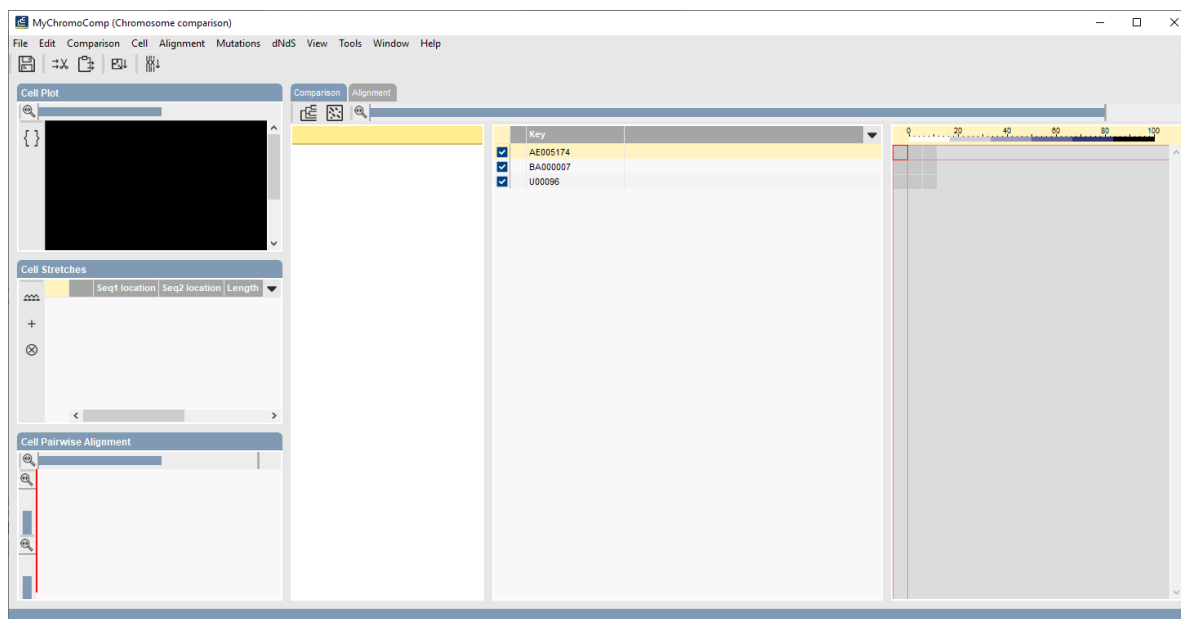 MyChromoComp (Chromosome comparison)
File Edit Comparison Cell Alignment Mutations dNdS View Tools Window Help
Cell Plot
Comparison Alignment
Key
0 20 40 60 80 100
AE005174
BA000007
U00096
Cell Stretches
Seq1 location Seq2 location Length
Cell Pairwise Alignment